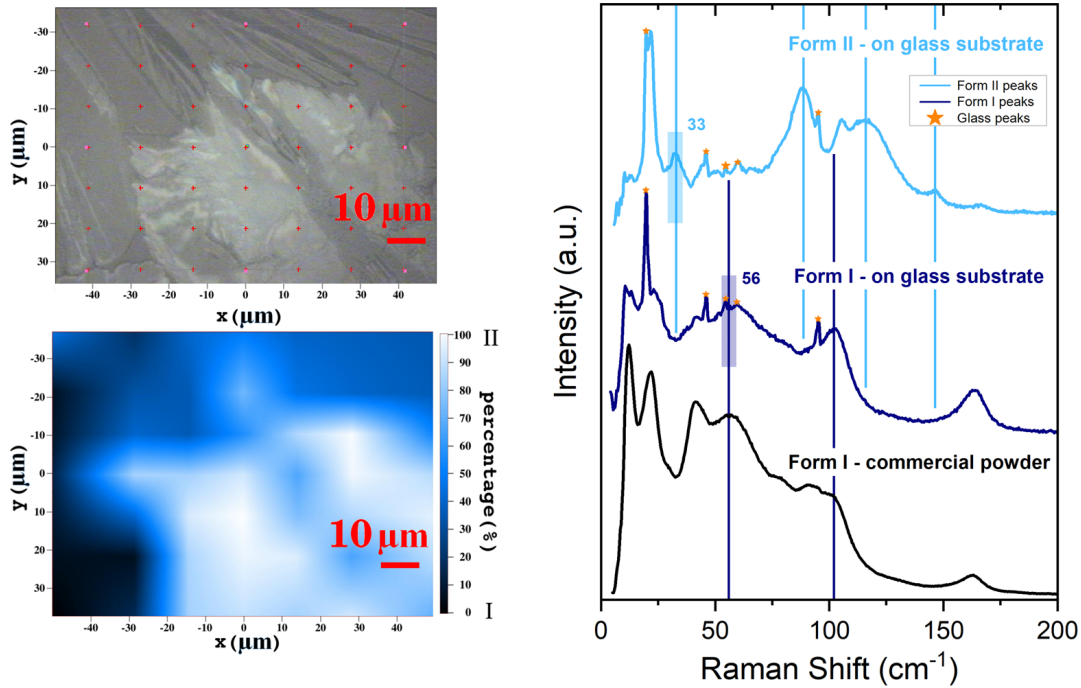 -30
-20
-10
0
10
20
30
y (μm)
10 μm
-40 -20 -10 0 10 20 40
x (μm)
-30
-20
-10
0
10
20
30
y (μm)
10 μm
-40 -20 -10 0 10 20 40
x (μm)
100
90
80
70
60
50
40
30
20
10
0
II
I
percentage(%)
Form II - on glass substrate
Form II peaks
Form I peaks
Glass peaks
33
Form I - on glass substrate
56
Form I - commercial powder
Intensity (a.u.)
0 50 100 150 200
Raman Shift (cm⁻¹)